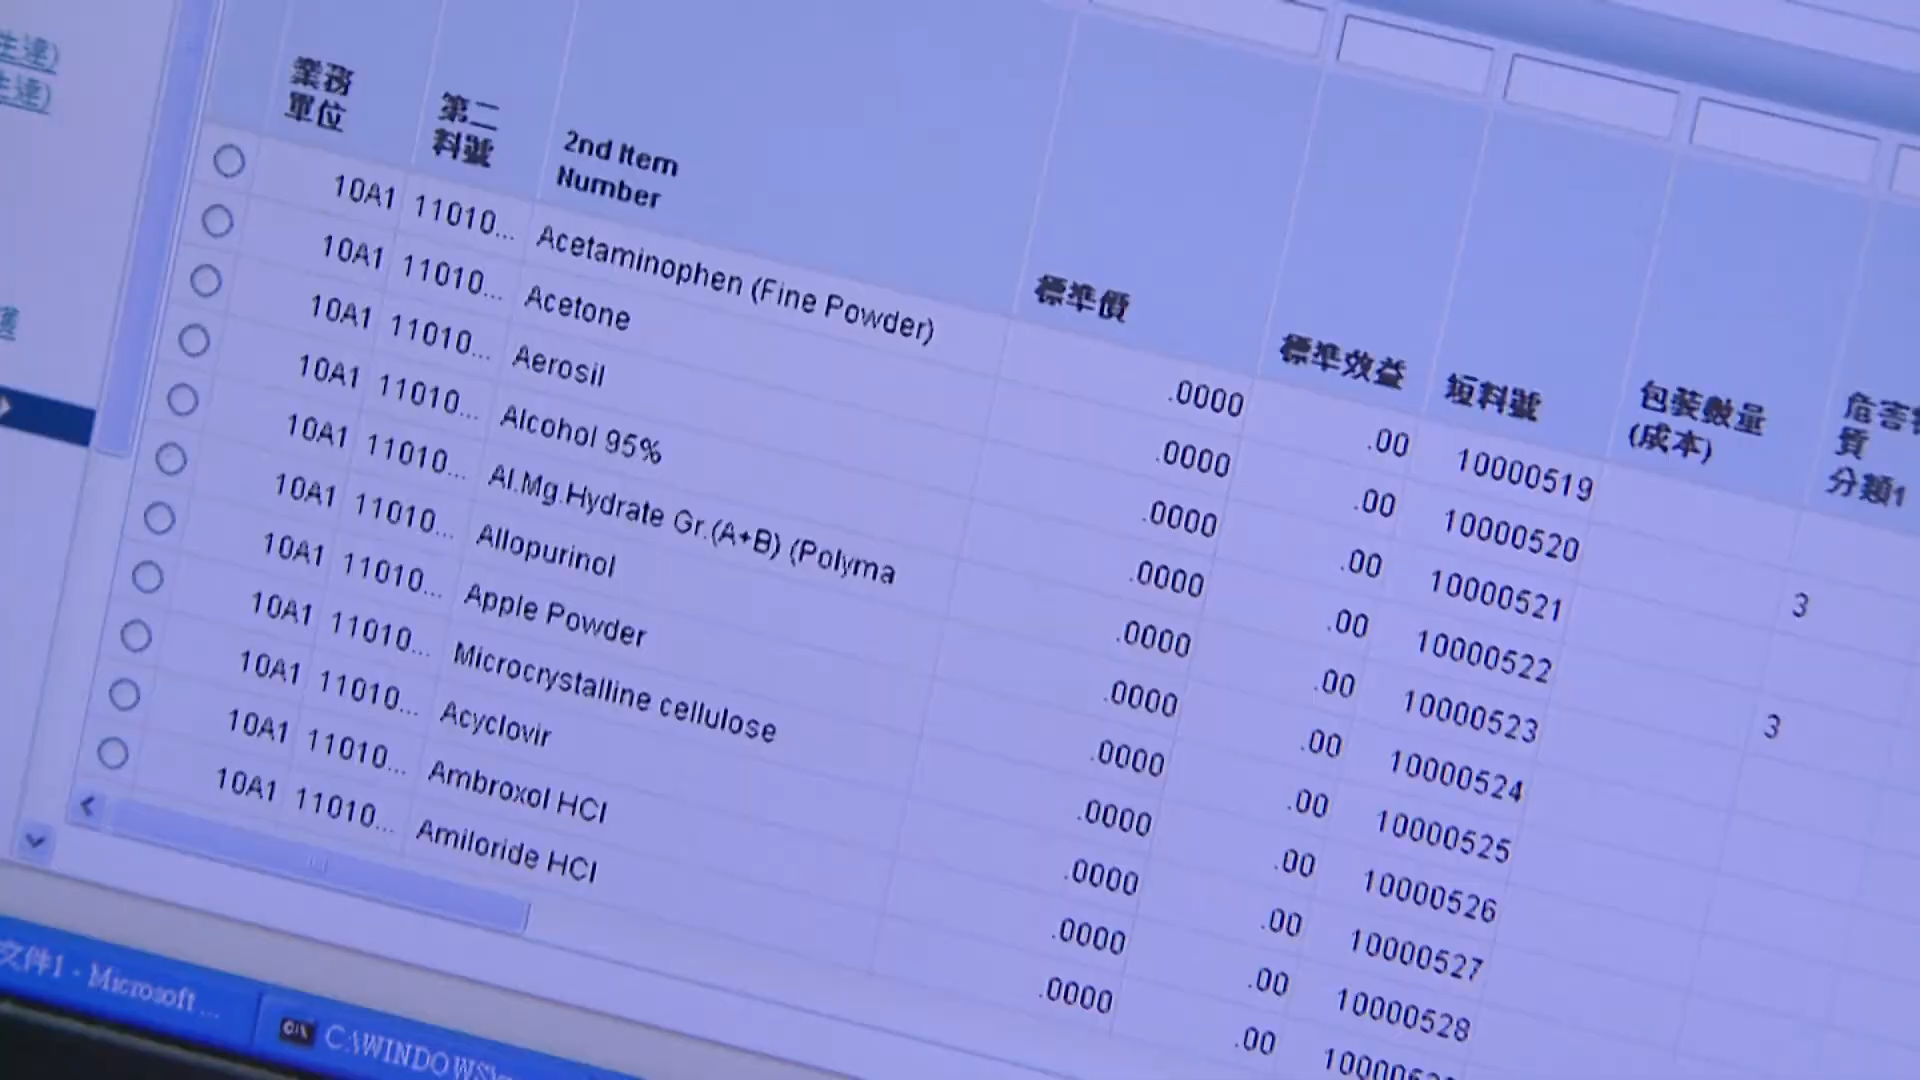 生達)
生達)
業務
單位
第二
料號
2nd Item
Number
標準價
標準效益
短料號
包裝數量
(成本)
危害物
質
分類1
10A1 11010... Acetaminophen (Fine Powder) .0000 .00 10000519
10A1 11010... Acetone .0000 .00 10000520 3
10A1 11010... Aerosil .0000 .00 10000521
10A1 11010... Alcohol 95% .0000 .00 10000522 3
10A1 11010... Al.Mg.Hydrate Gr.(A+B) (Polyma .0000 .00 10000523
10A1 11010... Allopurinol .0000 .00 10000524
10A1 11010... Apple Powder .0000 .00 10000525
10A1 11010... Microcrystalline cellulose .0000 .00 10000526
10A1 11010... Acyclovir .0000 .00 10000527
10A1 11010... Ambroxol HCl .0000 .00 10000528
10A1 11010... Amiloride HCl .0000 .00
文件1 - Microsoft ...
C:\WINDOWS\